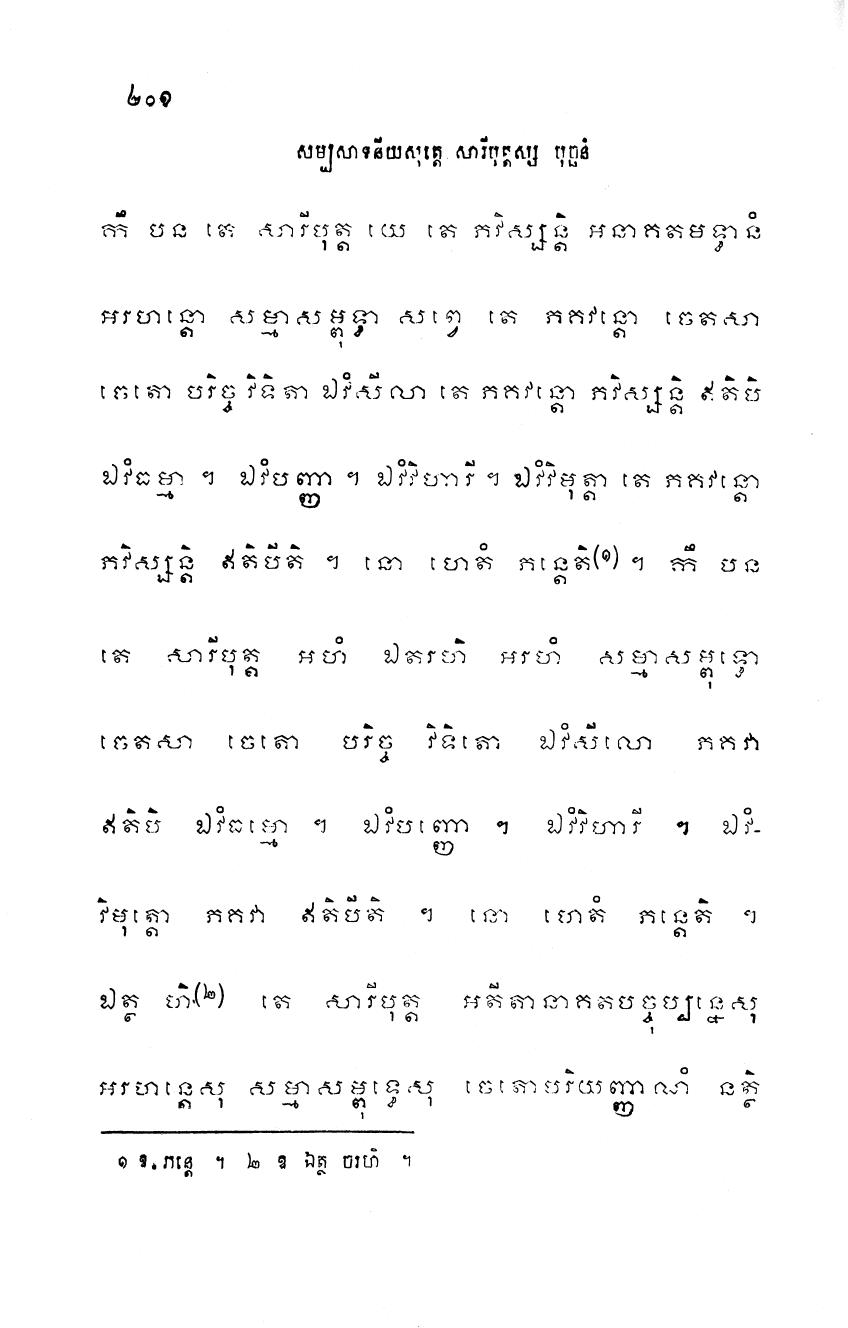 ២០១
សម្បសាទនីយសុត្តេ សារីបុត្តស្ស បុច្ឆនំ
កឹ បន តេ សារីបុត្ត យេ តេ ភវិស្សន្តិ អនាគតមទ្ធានំ
អរហន្តោ សម្មាសម្ពុទ្ធា សព្វេ តេ ភគវន្តោ ចេតសា
ចេតោ បរិច្ច វិទិតា ឯវំសីលា តេ ភគវន្តោ ភវិស្សន្តិ ឥតិបិ
ឯវំធម្មា ។ ឯវំបញ្ញា ។ ឯវំវិហារី ។ ឯវំវិមុត្តា តេ ភគវន្តោ
ភវិស្សន្តិ ឥតិបីតិ ។ នោ ហេតំ ភន្តេតិ(១) ។ កឹ បន
តេ សារីបុត្ត អហំ ឯតរហិ អរហំ សម្មាសម្ពុទ្ធោ
ចេតសា ចេតោ បរិច្ច វិទិតោ ឯវំសីលោ ភគវា
ឥតិបិ ឯវំធម្មោ ។ ឯវំបញ្ញោ ។ ឯវំវិហារី ។ ឯវំ-
វិមុត្តោ ភគវា ឥតិបីតិ ។ នោ ហេតំ ភន្តេតិ ។
ឯត្ថ ហិ(២) តេ សារីបុត្ត អតីតានាគតបច្ចុប្បន្នេសុ
អរហន្តេសុ សម្មាសម្ពុទ្ធេសុ ចេតោបរិយញ្ញាណំ នត្ថិ
១ ឱ. ភន្តេ ។ ២ ឱ ឯត្ថ ចរហិ ។